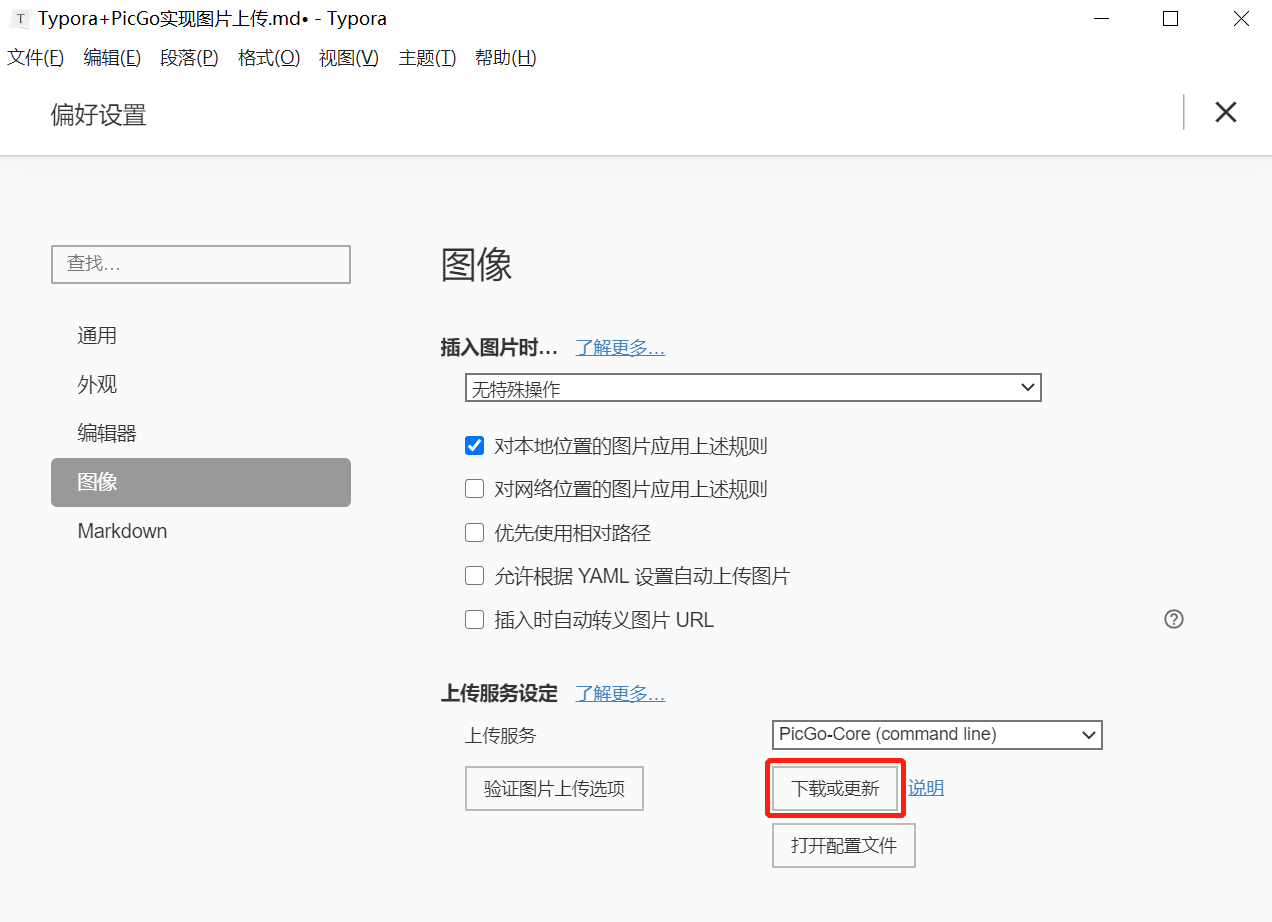 Typora+PicGo实现图片上传.md• - Typora
文件(F) 编辑(E) 段落(P) 格式(O) 视图(V) 主题(T) 帮助(H)
偏好设置
查找…
通用
外观
编辑器
图像
Markdown
图像
插入图片时… 了解更多…
无特殊操作
对本地位置的图片应用上述规则
对网络位置的图片应用上述规则
优先使用相对路径
允许根据 YAML 设置自动上传图片
插入时自动转义图片 URL
上传服务设定 了解更多…
上传服务 PicGo-Core (command line)
验证图片上传选项 下载或更新 说明
打开配置文件